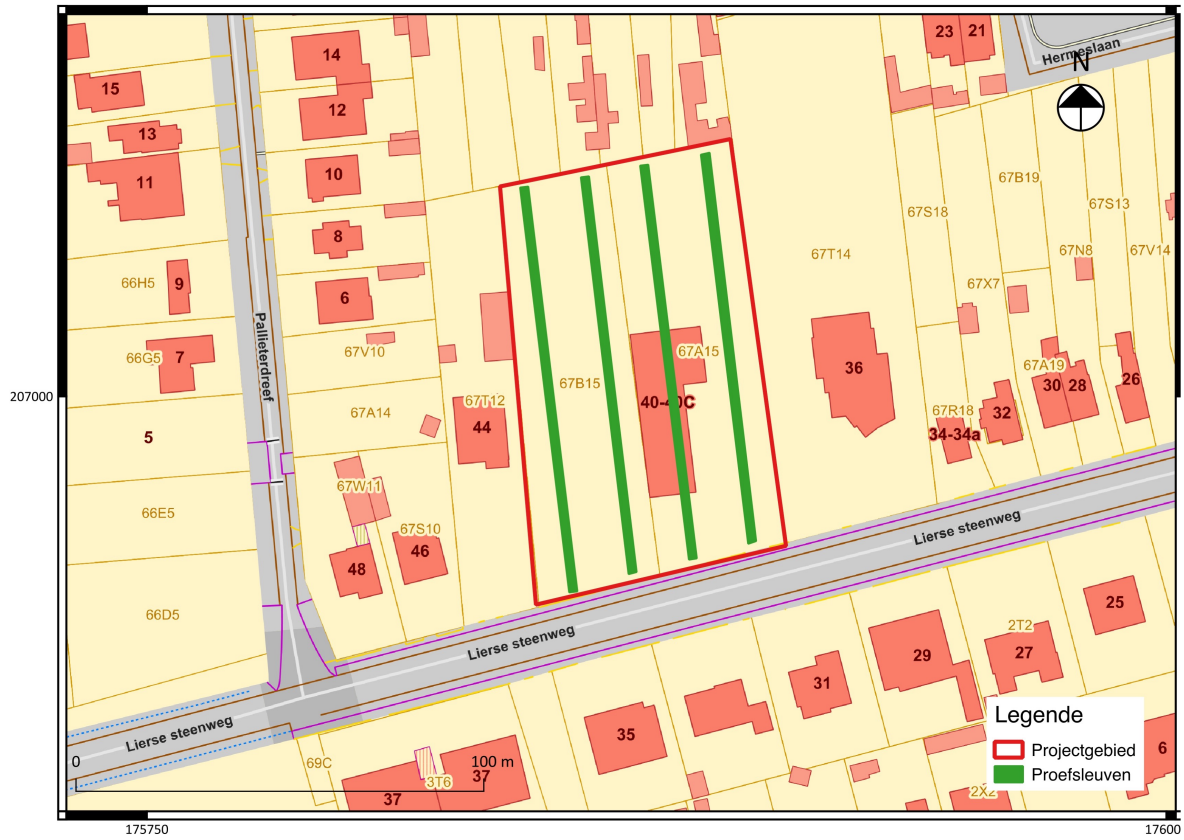 23 21
Hermeslaan
N
14
15
12
13
11
10
67B19
67S18
67S13
8
67T14
67N8
67V14
66H5
9
67X7
6
Pallieterdreef
66G5
7
67V10
67A15
36
67A19
67B15
30 28
26
207000
67T12
40-40C
67A14
67R18
32
5
44
34-34a
67W11
66E5
67S10
Lierse steenweg
46
48
25
66D5
2T2
Lierse steenweg
29
27
31
Legende
Lierse steenweg
35
Projectgebied
6
0
100 m
69C
37
3T6
Proefsleuven
37
2X2
175750
17600